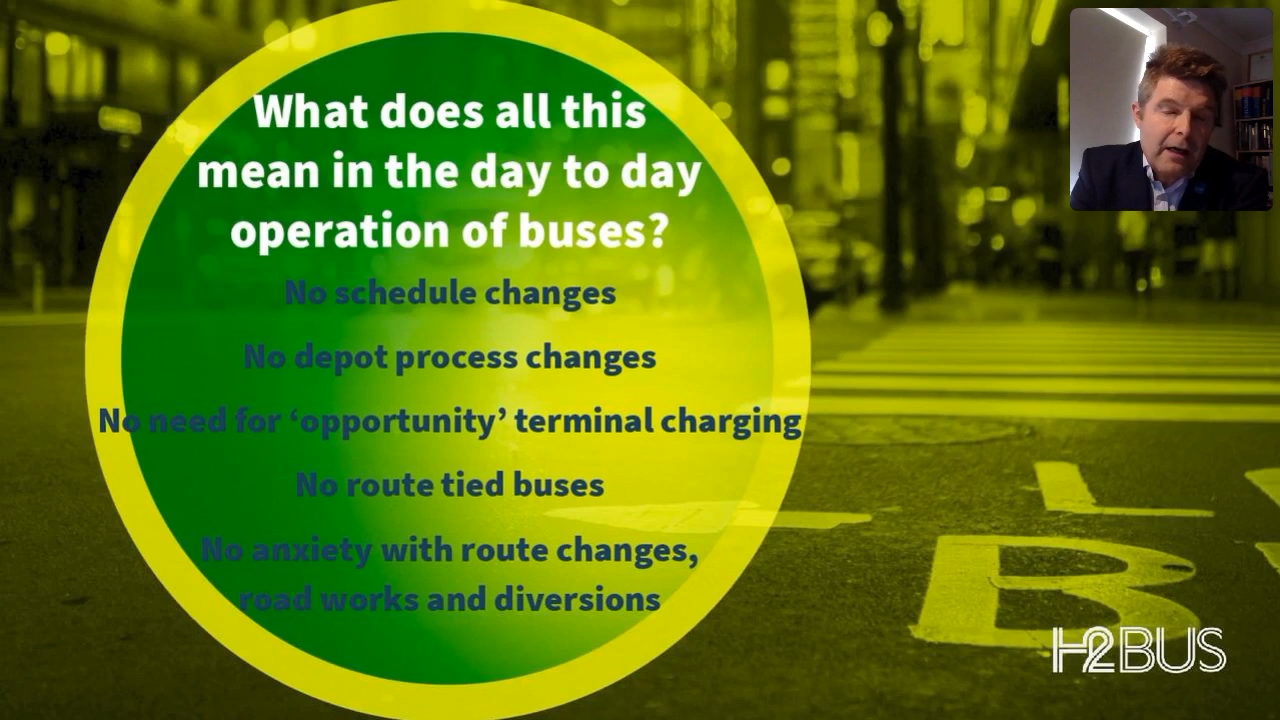 What does all this
mean in the day to day
operation of buses?
No schedule changes
No depot process changes
No need for ‘opportunity’ terminal charging
No route tied buses
No anxiety with route changes,
road works and diversions
L
B
H2BUS